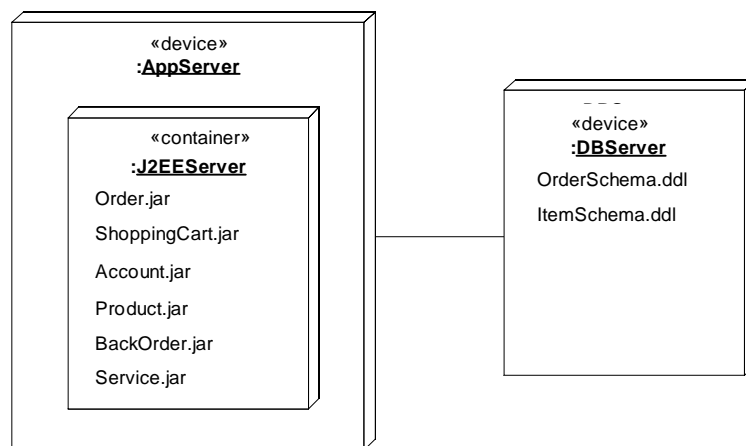 «device»
:AppServer
«container»
:J2EEServer
Order.jar
ShoppingCart.jar
Account.jar
Product.jar
BackOrder.jar
Service.jar
«device»
:DBServer
OrderSchema.ddl
ItemSchema.ddl